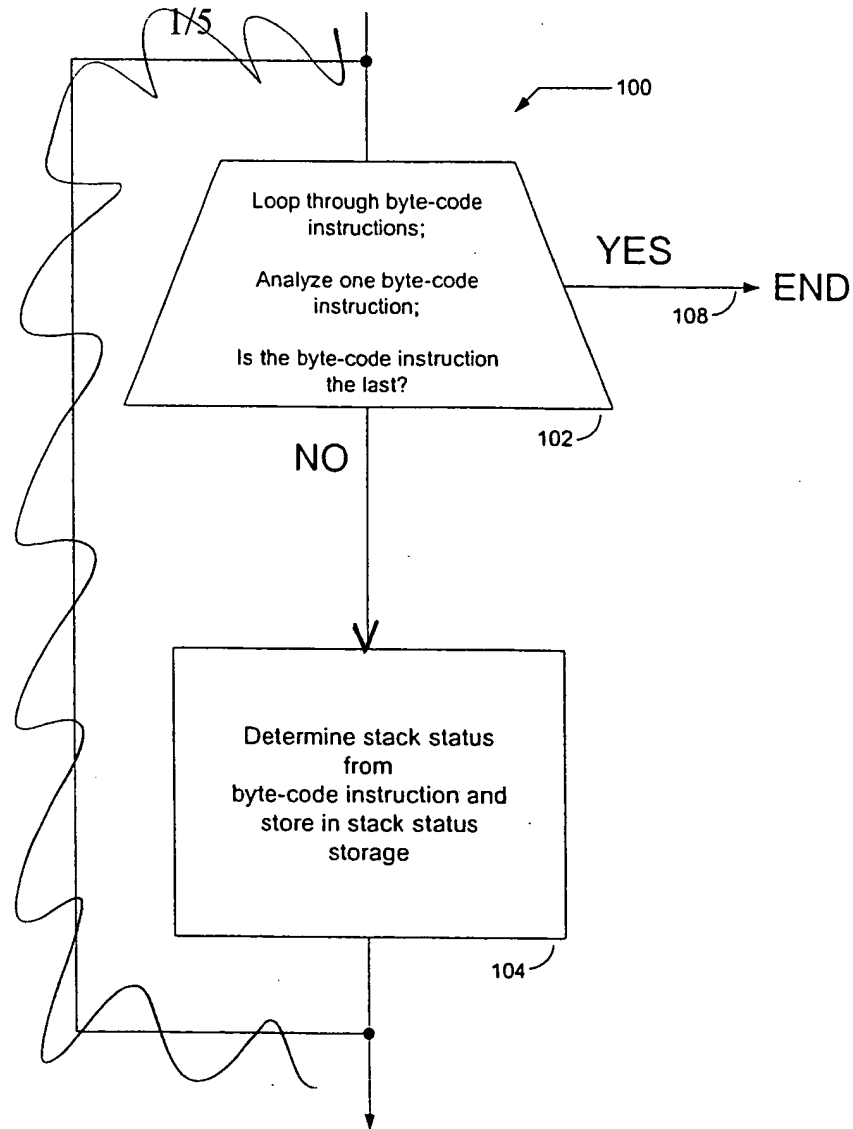 1/5
100
Loop through byte-code
instructions;
Analyze one byte-code
instruction;
Is the byte-code instruction
the last?
YES
108
END
102
NO
Determine stack status
from
byte-code instruction and
store in stack status
storage
104